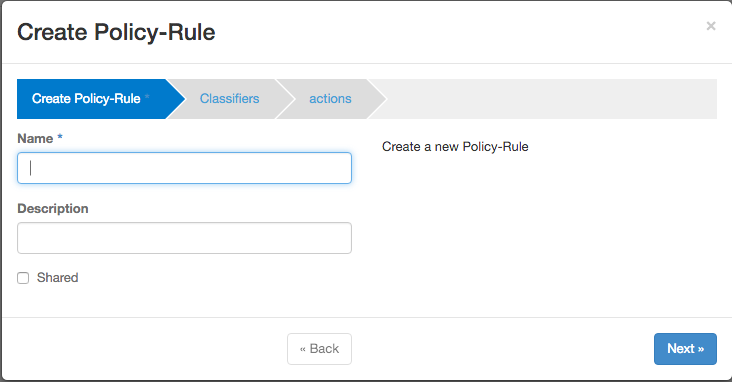 Create Policy-Rule
×
Create Policy-Rule * Classifiers actions
Name *
Create a new Policy-Rule
Description
Shared
« Back Next »